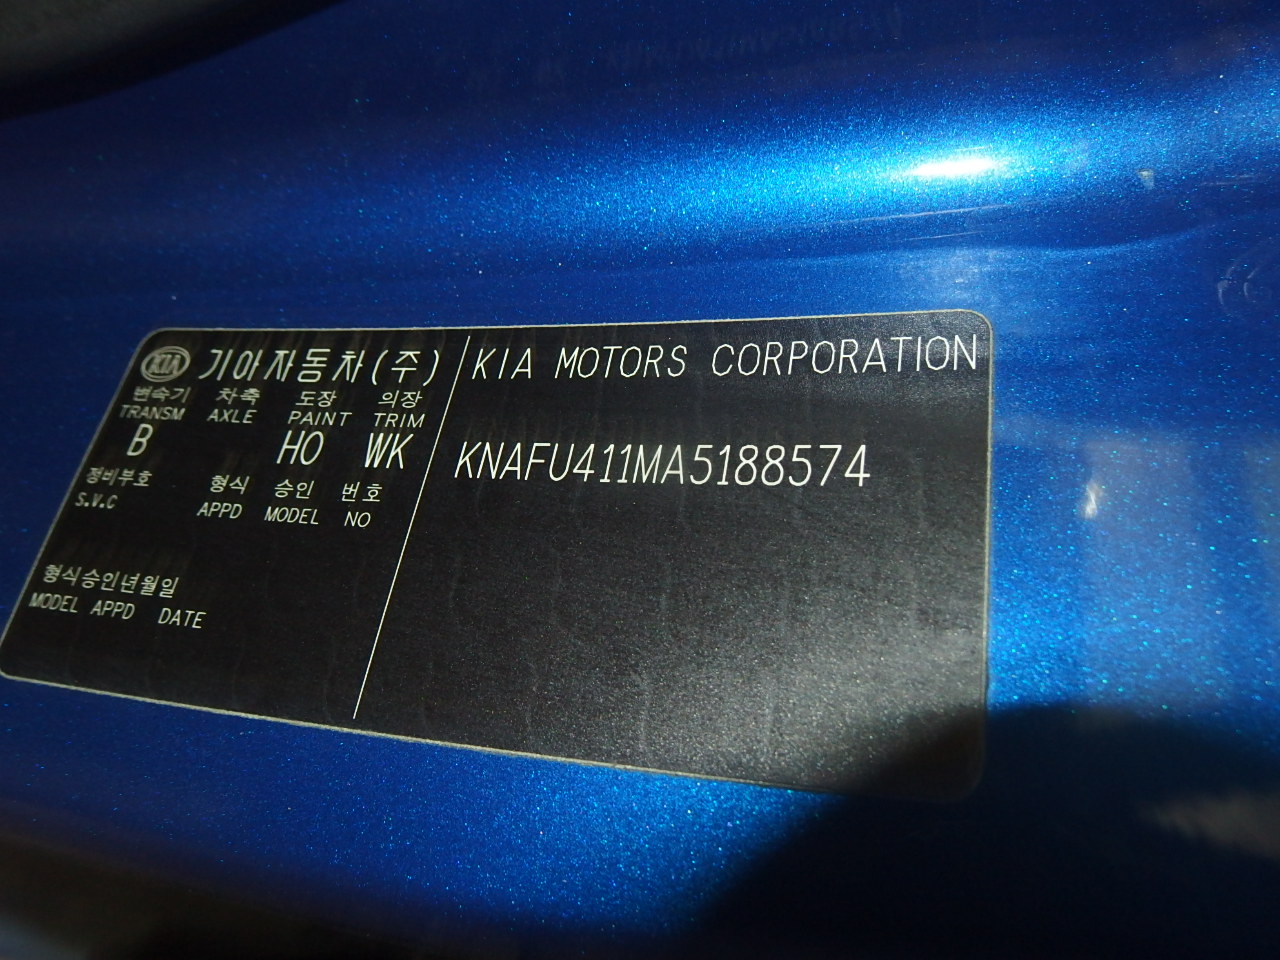 KIA 기아자동차(주) KIA MOTORS CORPORATION
변속기 차축 도장 의장
TRANSM AXLE PAINT TRIM
B HO WK
KNAFU411MA5188574
정비부호 형식 승인 번호
S.V.C APPD MODEL NO
형식승인년월일
MODEL APPD DATE